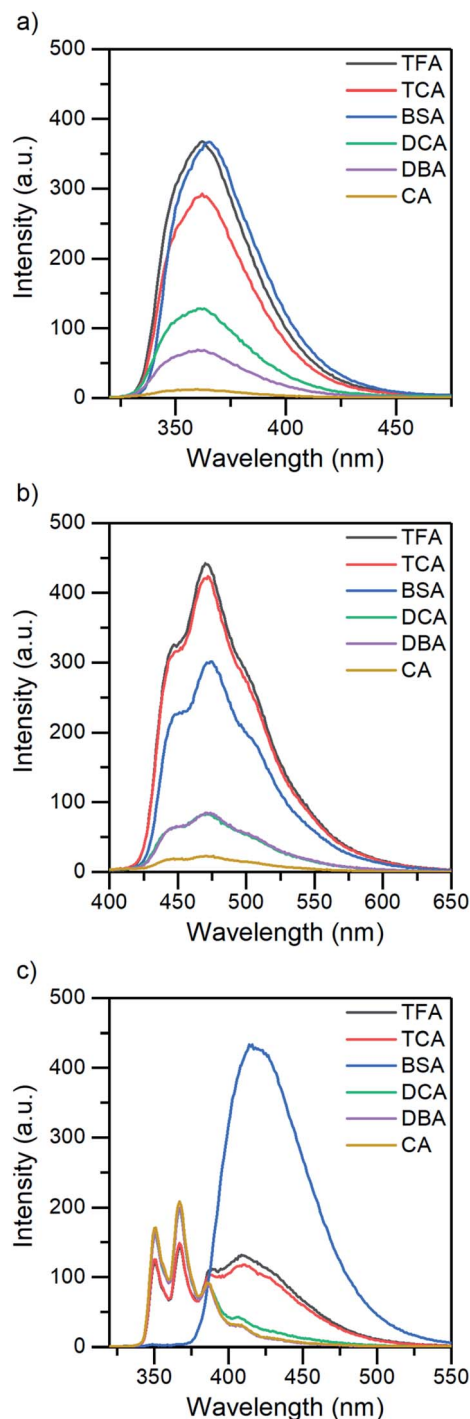 a)
500
400
300
200
100
0
350
400
450
Intensity (a.u.)
Wavelength (nm)
TFA
TCA
BSA
DCA
DBA
CA
b)
500
400
300
200
100
0
400
450
500
550
600
650
Intensity (a.u.)
Wavelength (nm)
TFA
TCA
BSA
DCA
DBA
CA
c)
500
400
300
200
100
0
350
400
450
500
550
Intensity (a.u.)
Wavelength (nm)
TFA
TCA
BSA
DCA
DBA
CA